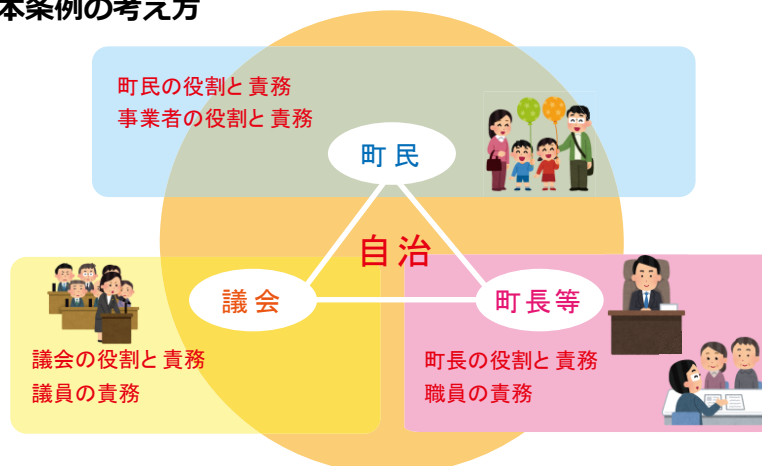 本条例の考え方
町民の役割と責務
事業者の役割と責務
町民
自治
議会
町長等
議会の役割と責務
議員の責務
町長の役割と責務
職員の責務